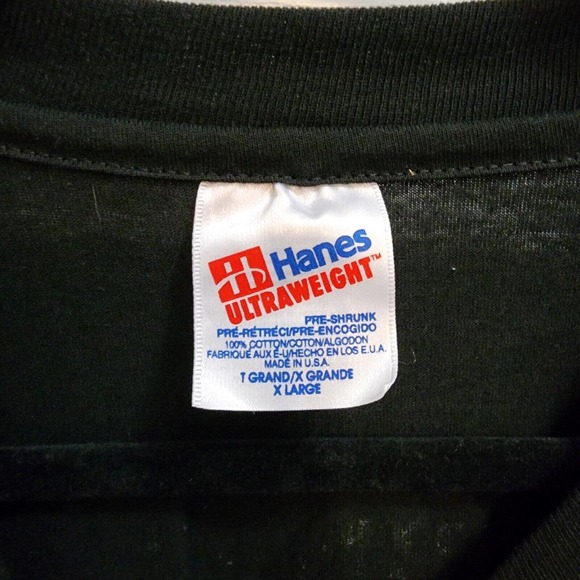 Hanes
ULTRAWEIGHT™
PRE-SHRUNK
PRÉ-RÉTRÉCI/PRE-ENCOGIDO
100% COTTON/COTON/ALGODON
FABRIQUÉ AUX É-U/HECHO EN LOS E.U.A.
MADE IN U.S.A.
T GRAND/X GRANDE
X LARGE